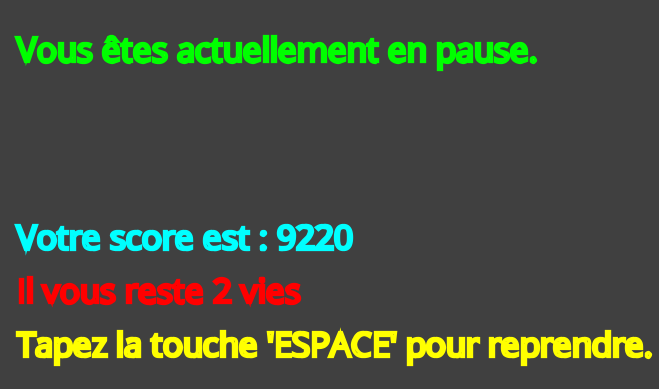 Vous êtes actuellement en pause.
Votre score est : 9220
Il vous reste 2 vies
Tapez la touche 'ESPACE' pour reprendre.